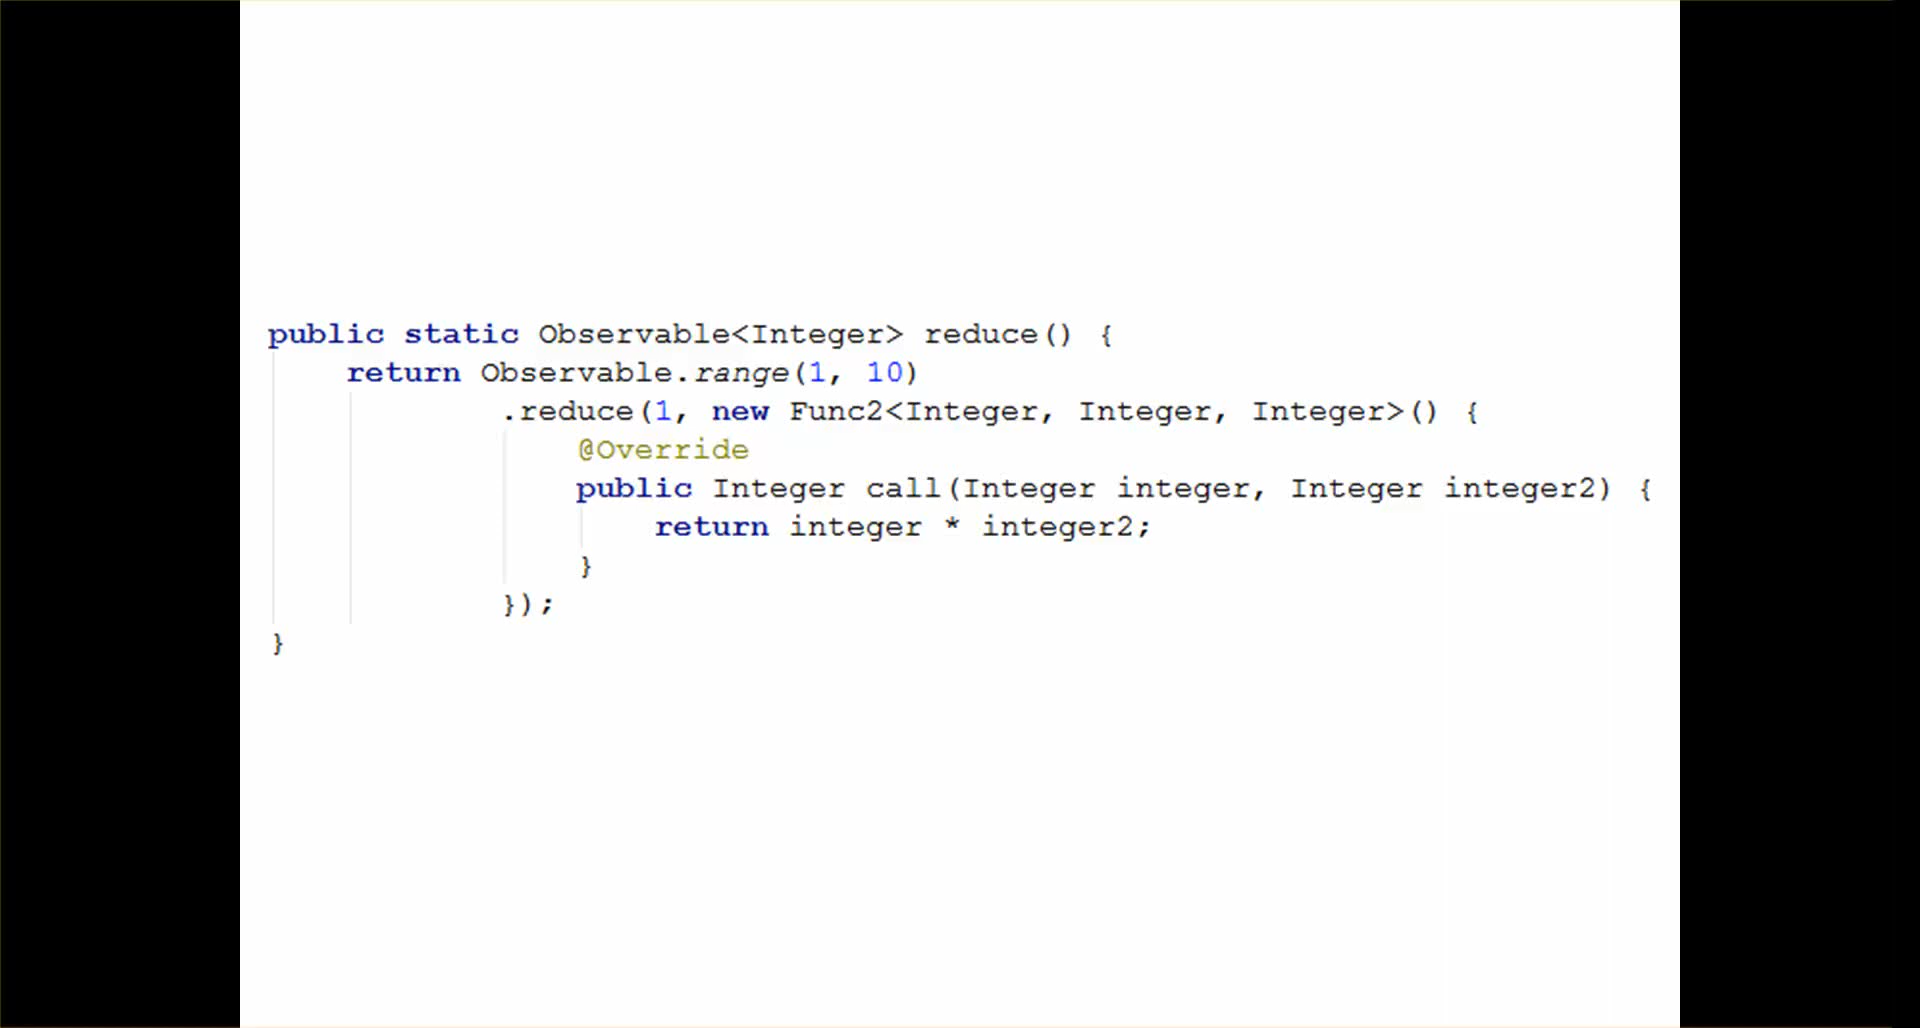 public static Observable<Integer> reduce() {
    return Observable.range(1, 10)
            .reduce(1, new Func2<Integer, Integer, Integer>() {
                @Override
                public Integer call(Integer integer, Integer integer2) {
                    return integer * integer2;
                }
            });
}